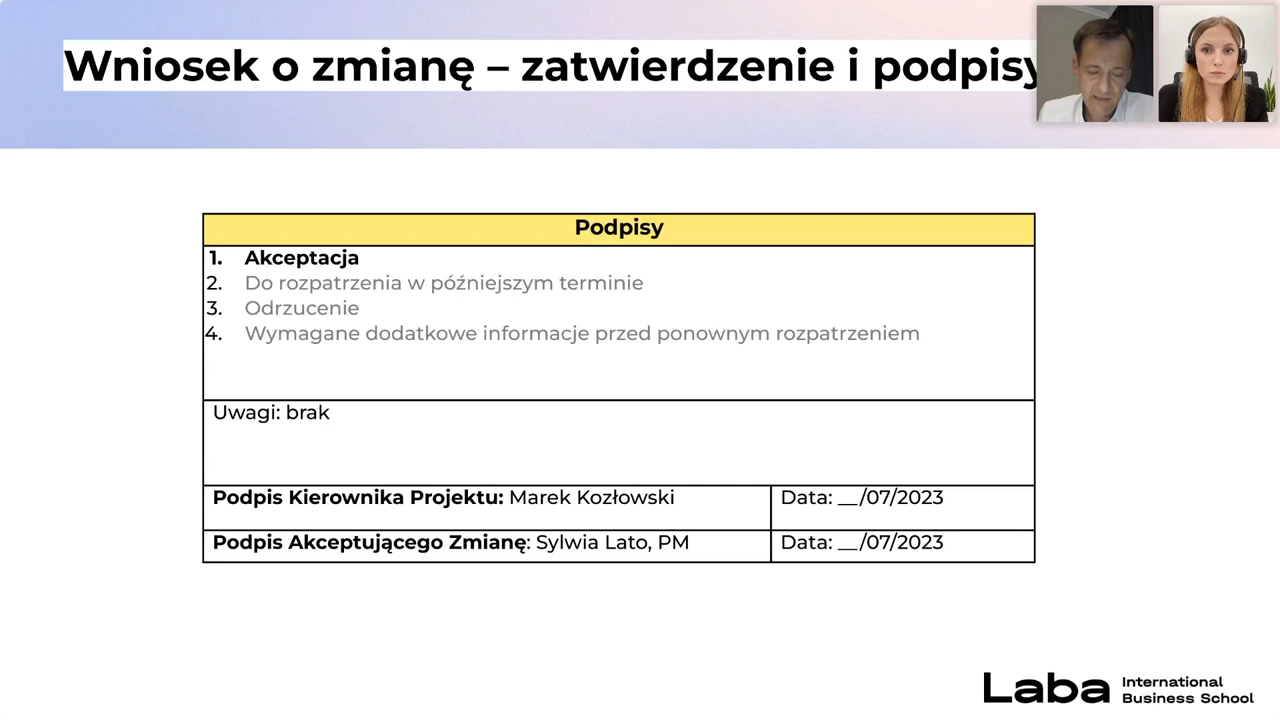 Wniosek o zmianę – zatwierdzenie i podpisy
Podpisy
1. Akceptacja
2. Do rozpatrzenia w późniejszym terminie
3. Odrzucenie
4. Wymagane dodatkowe informacje przed ponownym rozpatrzeniem
Uwagi: brak
Podpis Kierownika Projektu: Marek Kozłowski
Data: __/07/2023
Podpis Akceptującego Zmianę: Sylwia Lato, PM
Data: __/07/2023
Laba International
Business School